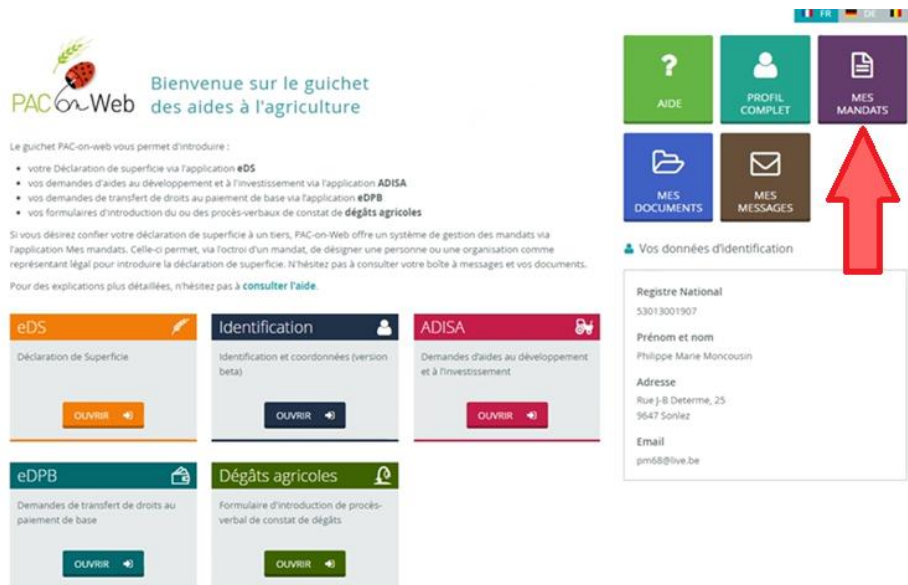 FR DE
PAC on Web
Bienvenue sur le guichet
des aides à l'agriculture
Le guichet PAC-on-web vous permet d'introduire :
• votre Déclaration de superficie via l'application eDS
• vos demandes d'aides au développement et à l'investissement via l'application ADISA
• vos demandes de transfert de droits au paiement de base via l'application eDPB
• vos formulaires d'introduction du ou des procès-verbaux de constat de dégâts agricoles
Si vous désirez confier votre déclaration de superficie à un tiers, PAC-on-Web offre un système de gestion des mandats via
l'application Mes mandats. Celle-ci permet, via l'octroi d'un mandat, de désigner une personne ou une organisation comme
représentant légal pour introduire la déclaration de superficie. N'hésitez pas à consulter votre boîte à messages et vos documents.
Pour des explications plus détaillées, n'hésitez pas à consulter l'aide.
eDS
Déclaration de Superficie
OUVRIR
Identification
Identification et coordonnées (version
beta)
OUVRIR
ADISA
Demandes d'aides au développement
et à l'investissement
OUVRIR
eDPB
Demandes de transfert de droits au
paiement de base
OUVRIR
Dégâts agricoles
Formulaire d'introduction de procès-
verbal de constat de dégâts
OUVRIR
?
AIDE
PROFIL
COMPLET
MES
MANDATS
MES
DOCUMENTS
MES
MESSAGES
Vos données d'identification
Registre National
53013001907
Prénom et nom
Philippe Marie Moncousin
Adresse
Rue J-B Determe, 25
9647 Sonlez
Email
pm68@live.be